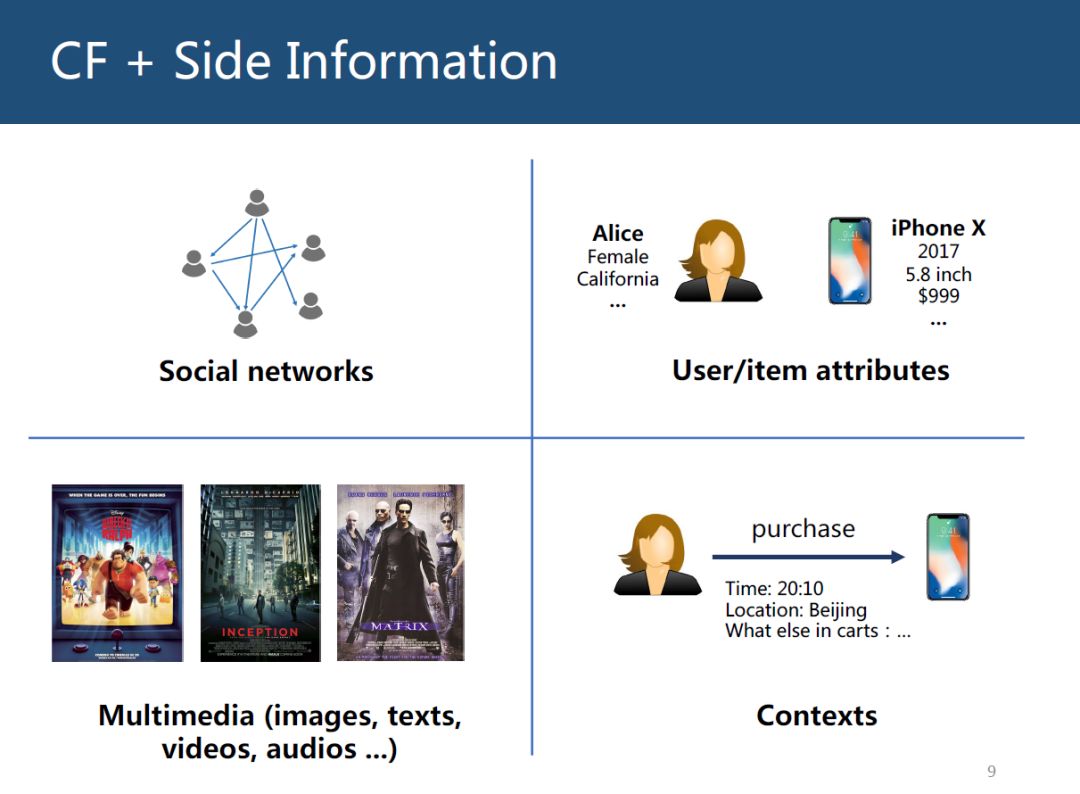 CF + Side Information
Social networks
Alice
Female
California
...
iPhone X
2017
5.8 inch
$999
...
User/item attributes
WHEN THE GAME IS OVER, THE FUN BEGINS
Disney
INCEPTION
MATRIX
Multimedia (images, texts,
videos, audios ...)
purchase
Time: 20:10
Location: Beijing
What else in carts : ...
Contexts
9